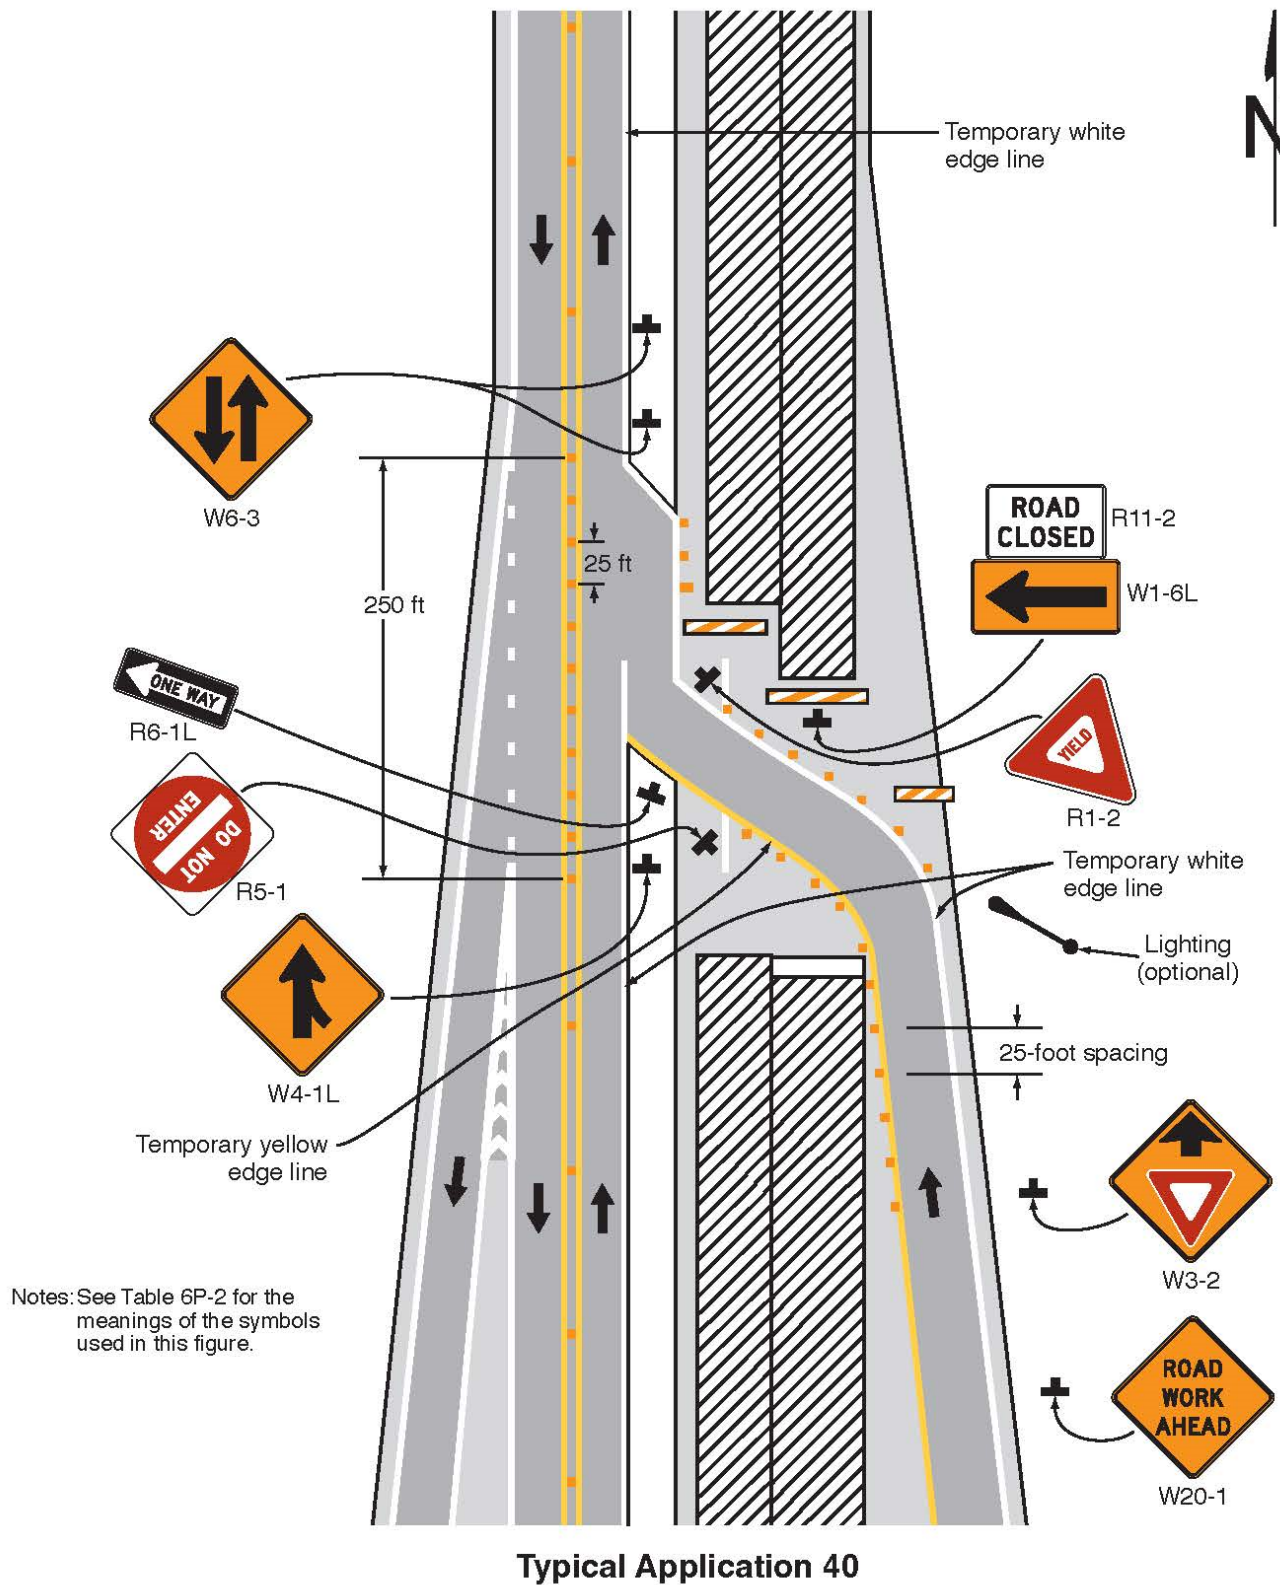 N
Temporary white
edge line
W6-3
ROAD
CLOSED
R11-2
W1-6L
25 ft
250 ft
ONE WAY
R6-1L
YIELD
R1-2
DO NOT
ENTER
R5-1
Temporary white
edge line
Lighting
(optional)
W4-1L
25-foot spacing
Temporary yellow
edge line
W3-2
Notes: See Table 6P-2 for the
meanings of the symbols
used in this figure.
ROAD
WORK
AHEAD
W20-1
Typical Application 40